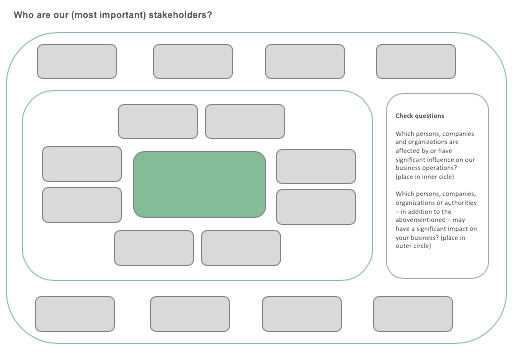 Who are our (most important) stakeholders?
Check questions
Which persons, companies
and organizations are
affected by or have
significant influence on our
business operations?
(place in inner cicle)
Which persons, companies,
organizations or authorities
– in addition to the
abovementioned – may
have a significant impact on
your business? (place in
outer circle)